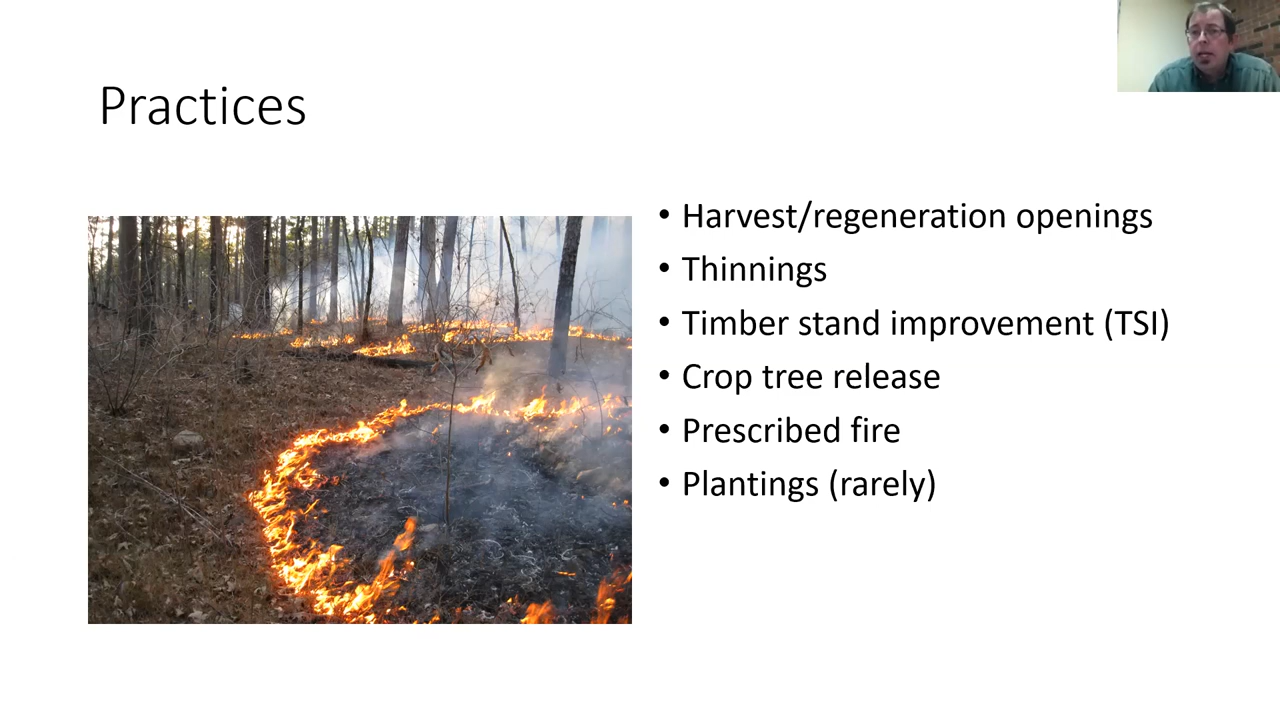 Practices
• Harvest/regeneration openings
• Thinnings
• Timber stand improvement (TSI)
• Crop tree release
• Prescribed fire
• Plantings (rarely)